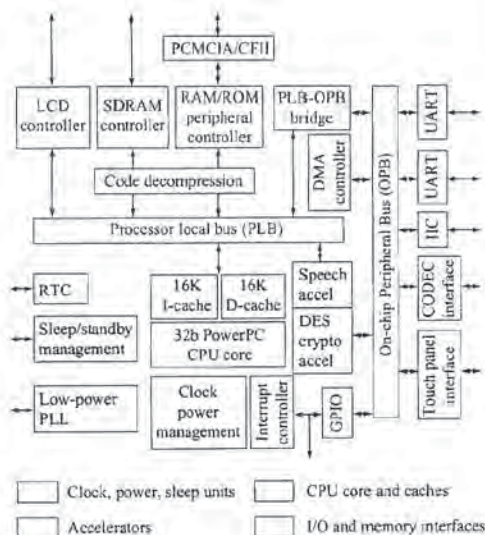 PCMCIA/CFII
LCD
controller
SDRAM
controller
RAM/ROM
peripheral
controller
PLB-OPB
bridge
DMA
controller
Code decompression
Processor local bus (PLB)
On-chip Peripheral Bus (OPB)
UART
UART
IIC
CODEC
interface
Touch panel
interface
RTC
Sleep/standby
management
Low-power
PLL
16K
I-cache
16K
D-cache
32b PowerPC
CPU core
Speech
accel
DES
crypto
accel
Clock
power
management
Interrupt
controller
GPIO
Clock, power, sleep units
CPU core and caches
Accelerators
I/O and memory interfaces